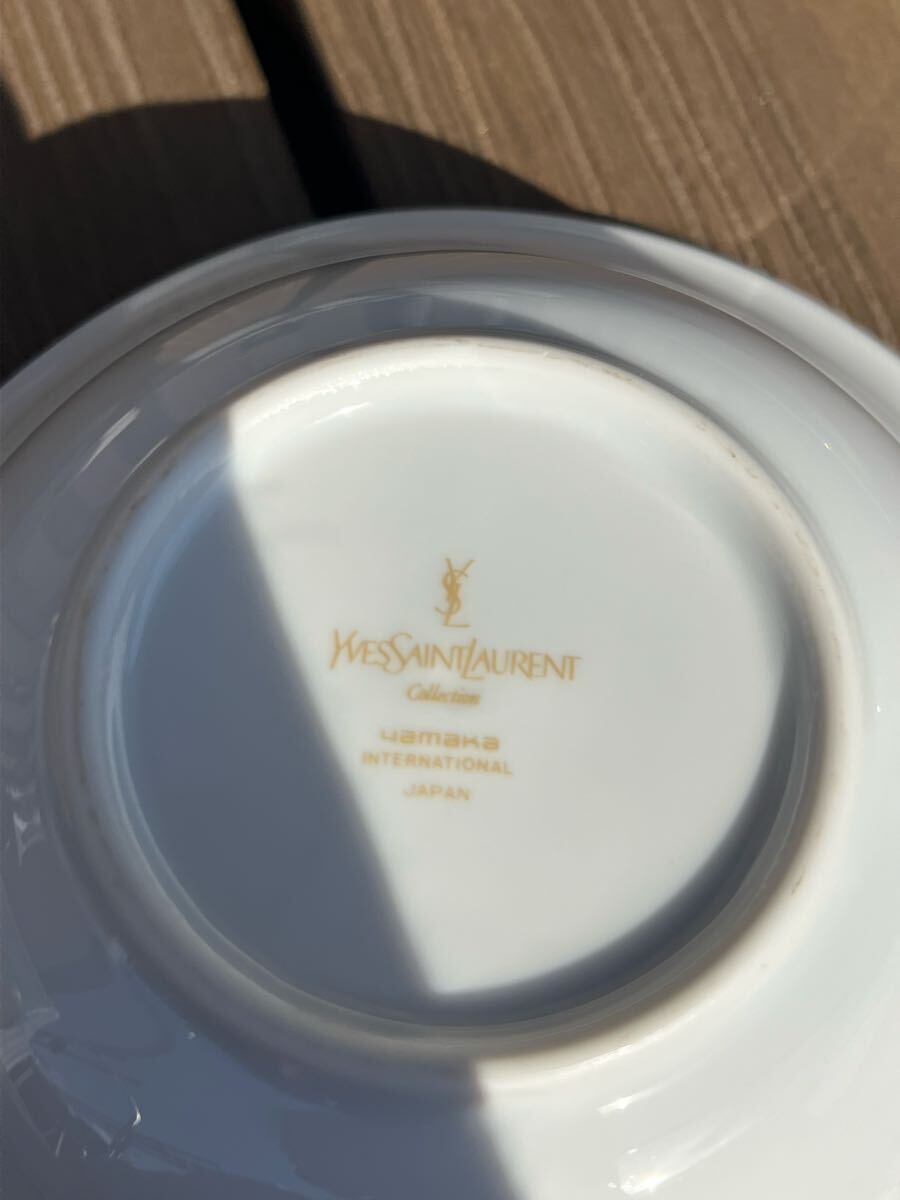 YSL
YVESSAINTLAURENT
Collection
yamaka
INTERNATIONAL
JAPAN